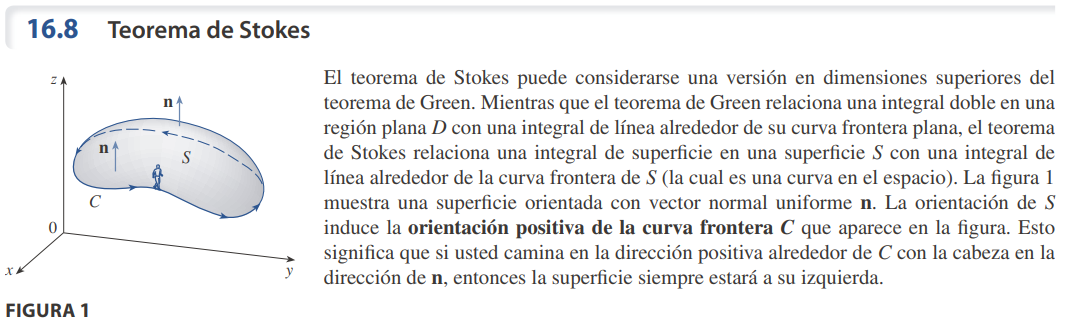 16.8 Teorema de Stokes
z
n
n
S
C
0
x
y
FIGURA 1
El teorema de Stokes puede considerarse una versión en dimensiones superiores del
teorema de Green. Mientras que el teorema de Green relaciona una integral doble en una
región plana D con una integral de línea alrededor de su curva frontera plana, el teorema
de Stokes relaciona una integral de superficie en una superficie S con una integral de
línea alrededor de la curva frontera de S (la cual es una curva en el espacio). La figura 1
muestra una superficie orientada con vector normal uniforme n. La orientación de S
induce la orientación positiva de la curva frontera C que aparece en la figura. Esto
significa que si usted camina en la dirección positiva alrededor de C con la cabeza en la
dirección de n, entonces la superficie siempre estará a su izquierda.